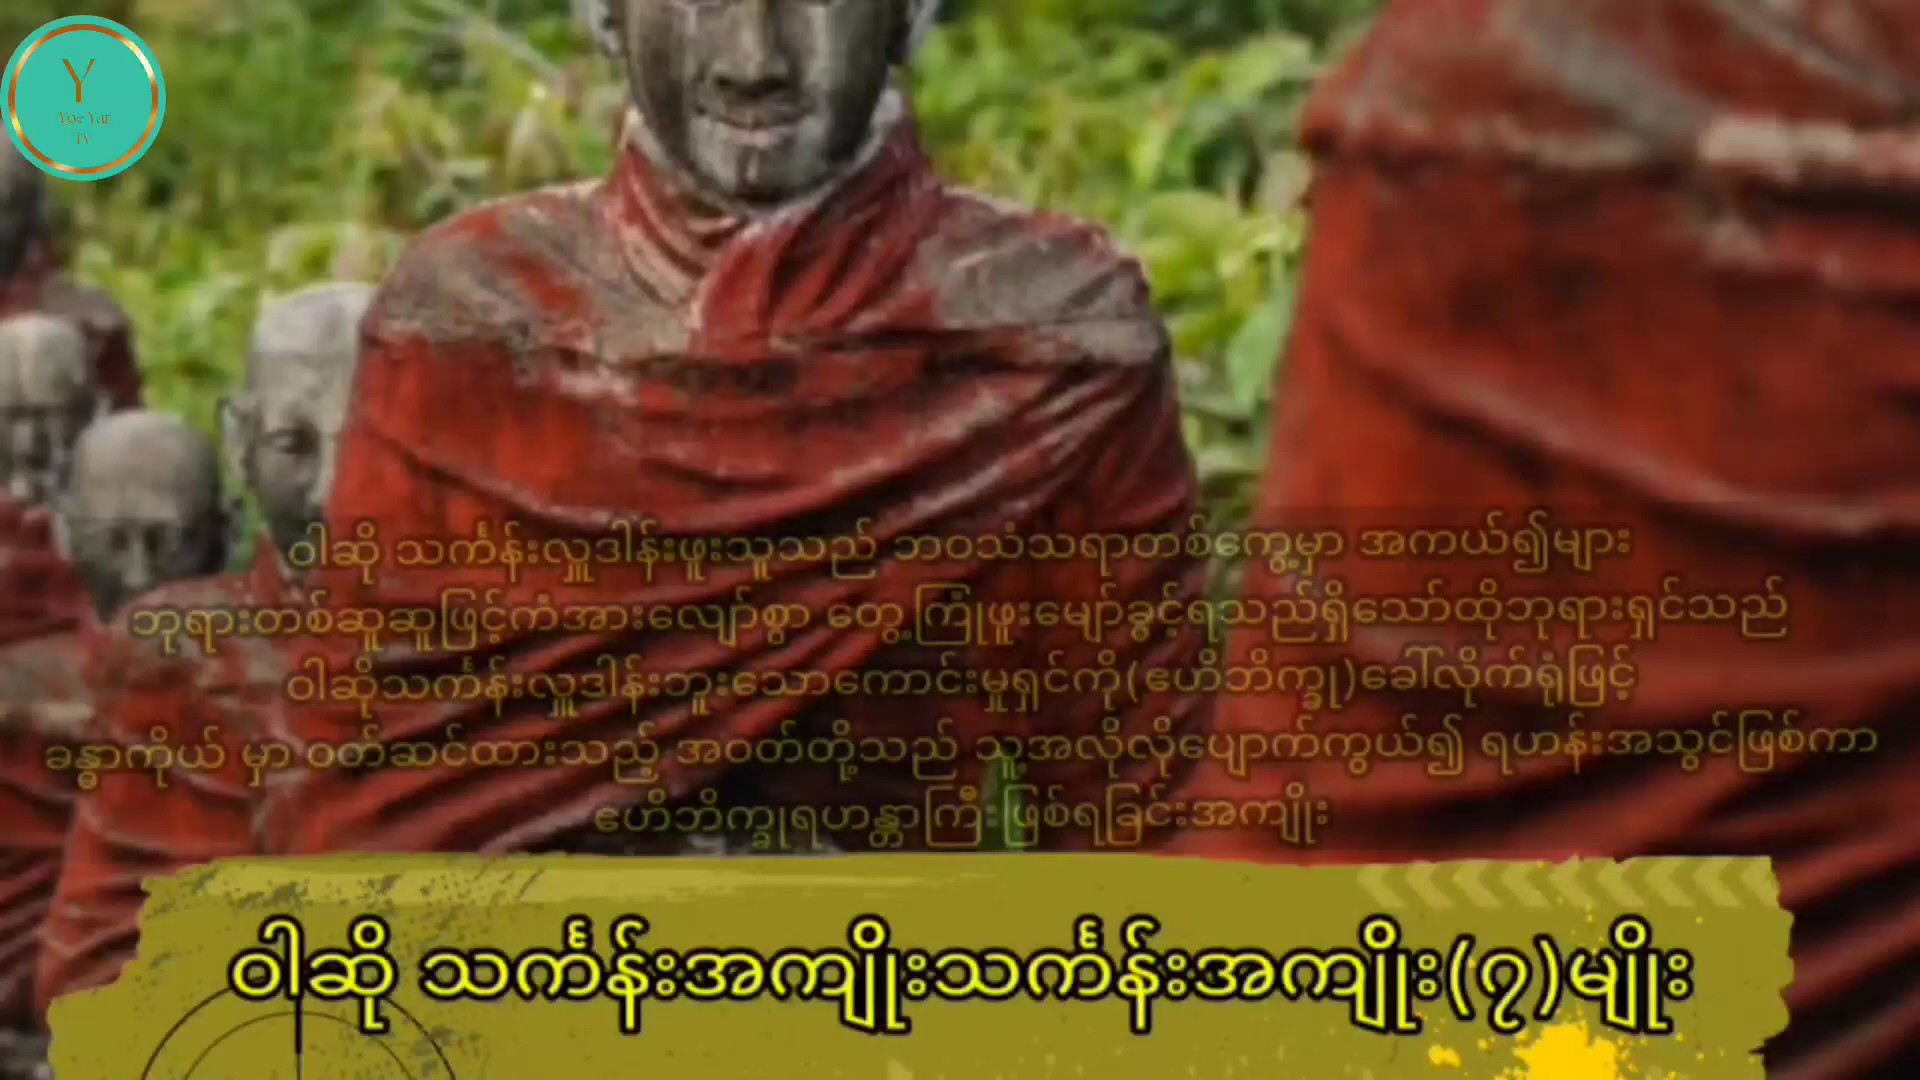 Y
Yoe Yar
TV
ဝါဆို သင်္ကန်းလှူဒါန်းဖူးသူသည် ဘဝသံသရာတစ်ကွေ့မှာ အကယ်၍များ
ဘုရားတစ်ဆူဆူဖြင့်ကံအားလျော်စွာ တွေ့ကြုံဖူးမျော်ခွင့်ရသည်ရှိသော်ထိုဘုရားရှင်သည်
ဝါဆိုသင်္ကန်းလှူဒါန်းဘူးသောကောင်းမှုရှင်ကို(ဧဟိဘိက္ခု)ခေါ်လိုက်ရုံဖြင့်
ခန္ဓာကိုယ် မှာ ဝတ်ဆင်ထားသည့် အဝတ်တို့သည် သူ့အလိုလိုပျောက်ကွယ်၍ ရဟန်းအသွင်ဖြစ်ကာ
ဧဟိဘိက္ခုရဟန္တာကြီးဖြစ်ရခြင်းအကျိုး
ဝါဆို သင်္ကန်းအကျိုးသင်္ကန်းအကျိုး(၇)မျိုး